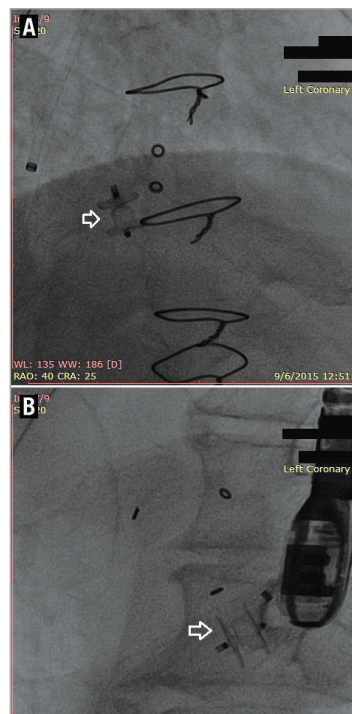 A
Left Coronary
WL: 135 WW: 186 [D]
RAO: 40 CRA: 25
9/6/2015 12:51:
B
Left Coronary